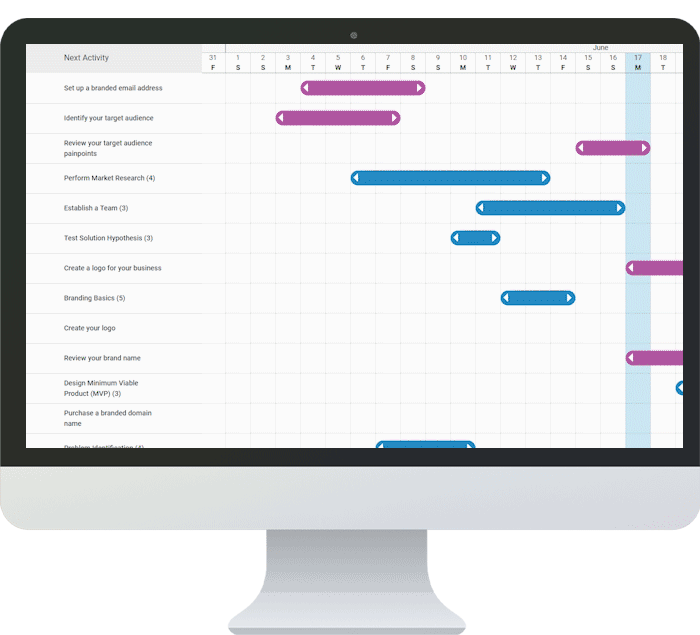 June
Next Activity
31 1 2 3 4 5 6 7 8 9 10 11 12 13 14 15 16 17 18
F S S M T W T F S S M T W T F S S M T
Set up a branded email address
Identify your target audience
Review your target audience
painpoints
Perform Market Research (4)
Establish a Team (3)
Test Solution Hypothesis (3)
Create a logo for your business
Branding Basics (5)
Create your logo
Review your brand name
Design Minimum Viable
Product (MVP) (3)
Purchase a branded domain
name
Problem Identification (4)